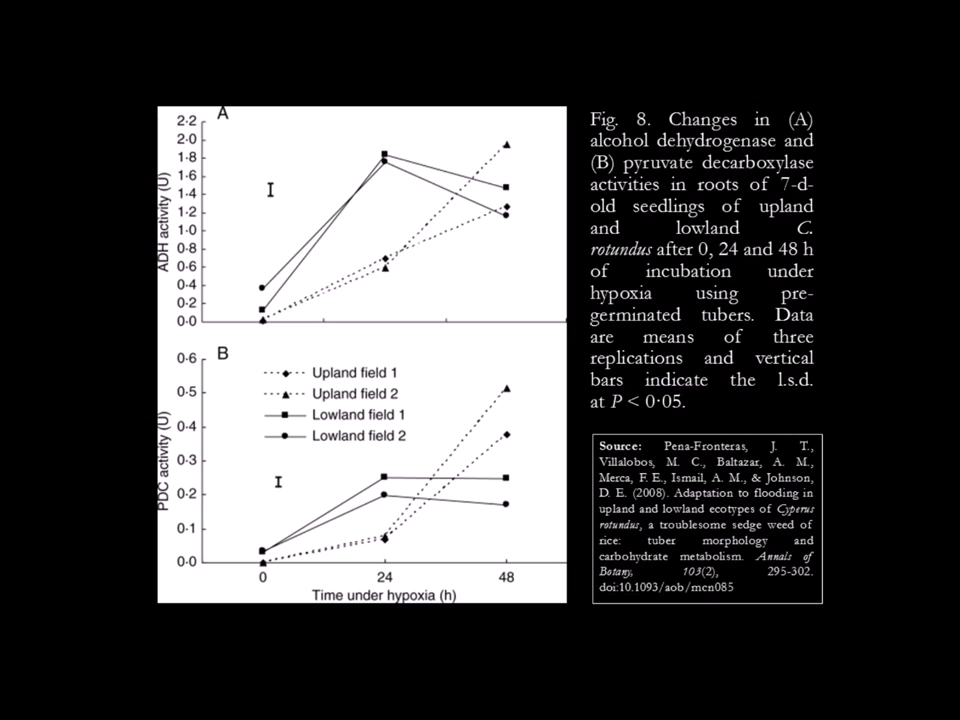 A
2·2
2·0
1·8
1·6
1·4
1·2
1·0
0·8
0·6
0·4
0·2
0·0
ADH activity (U)
B
0·6
0·5
0·4
0·3
0·2
0·1
0·0
PDC activity (U)
Upland field 1
Upland field 2
Lowland field 1
Lowland field 2
0 24 48
Time under hypoxia (h)
Fig. 8. Changes in (A)
alcohol dehydrogenase and
(B) pyruvate decarboxylase
activities in roots of 7-d-
old seedlings of upland
and lowland C.
rotundus after 0, 24 and 48 h
of incubation under
hypoxia using pre-
germinated tubers. Data
are means of three
replications and vertical
bars indicate the l.s.d.
at P < 0·05.
Source: Pena-Fronteras, J. T.,
Villalobos, M. C., Baltazar, A. M.,
Merca, F. E., Ismail, A. M., & Johnson,
D. E. (2008). Adaptation to flooding in
upland and lowland ecotypes of Cyperus
rotundus, a troublesome sedge weed of
rice: tuber morphology and
carbohydrate metabolism. Annals of
Botany, 103(2), 295-302.
doi:10.1093/aob/mcn085